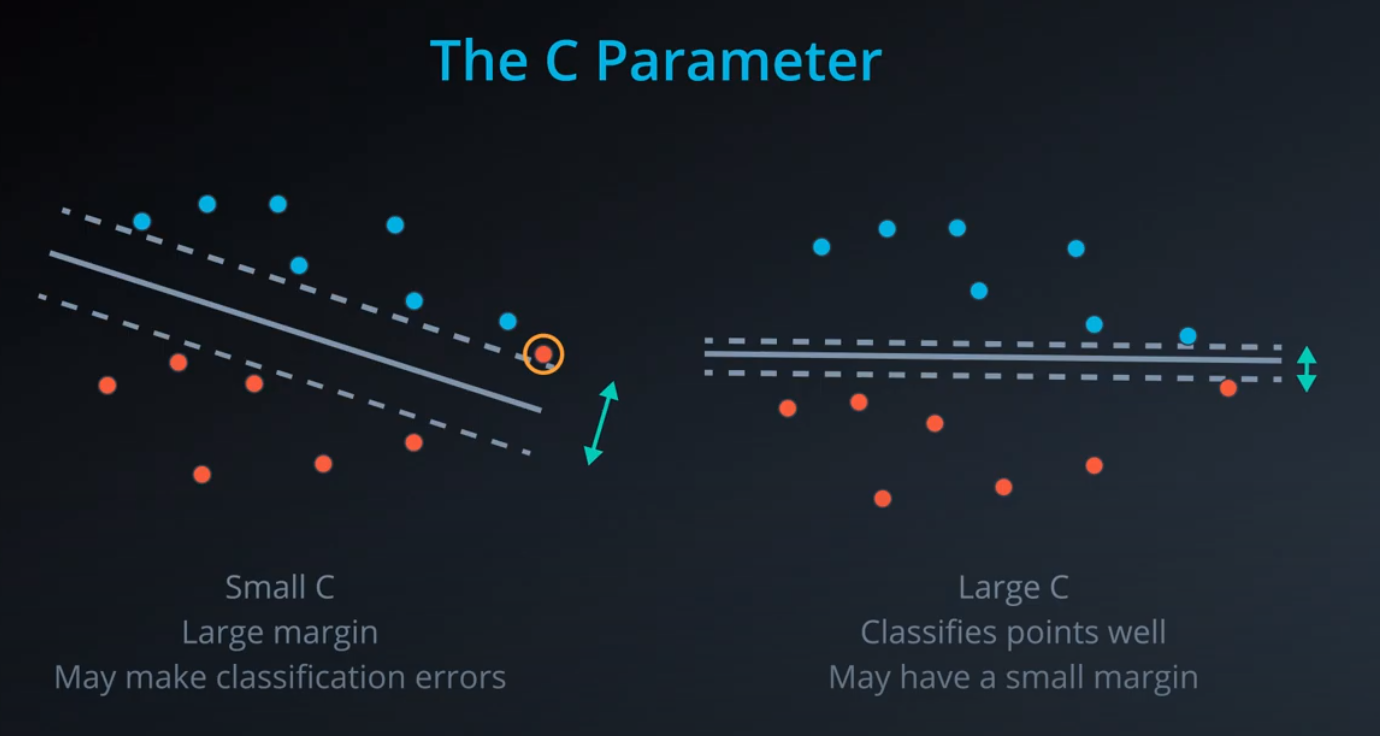 The C Parameter
Small C
Large margin
May make classification errors
Large C
Classifies points well
May have a small margin